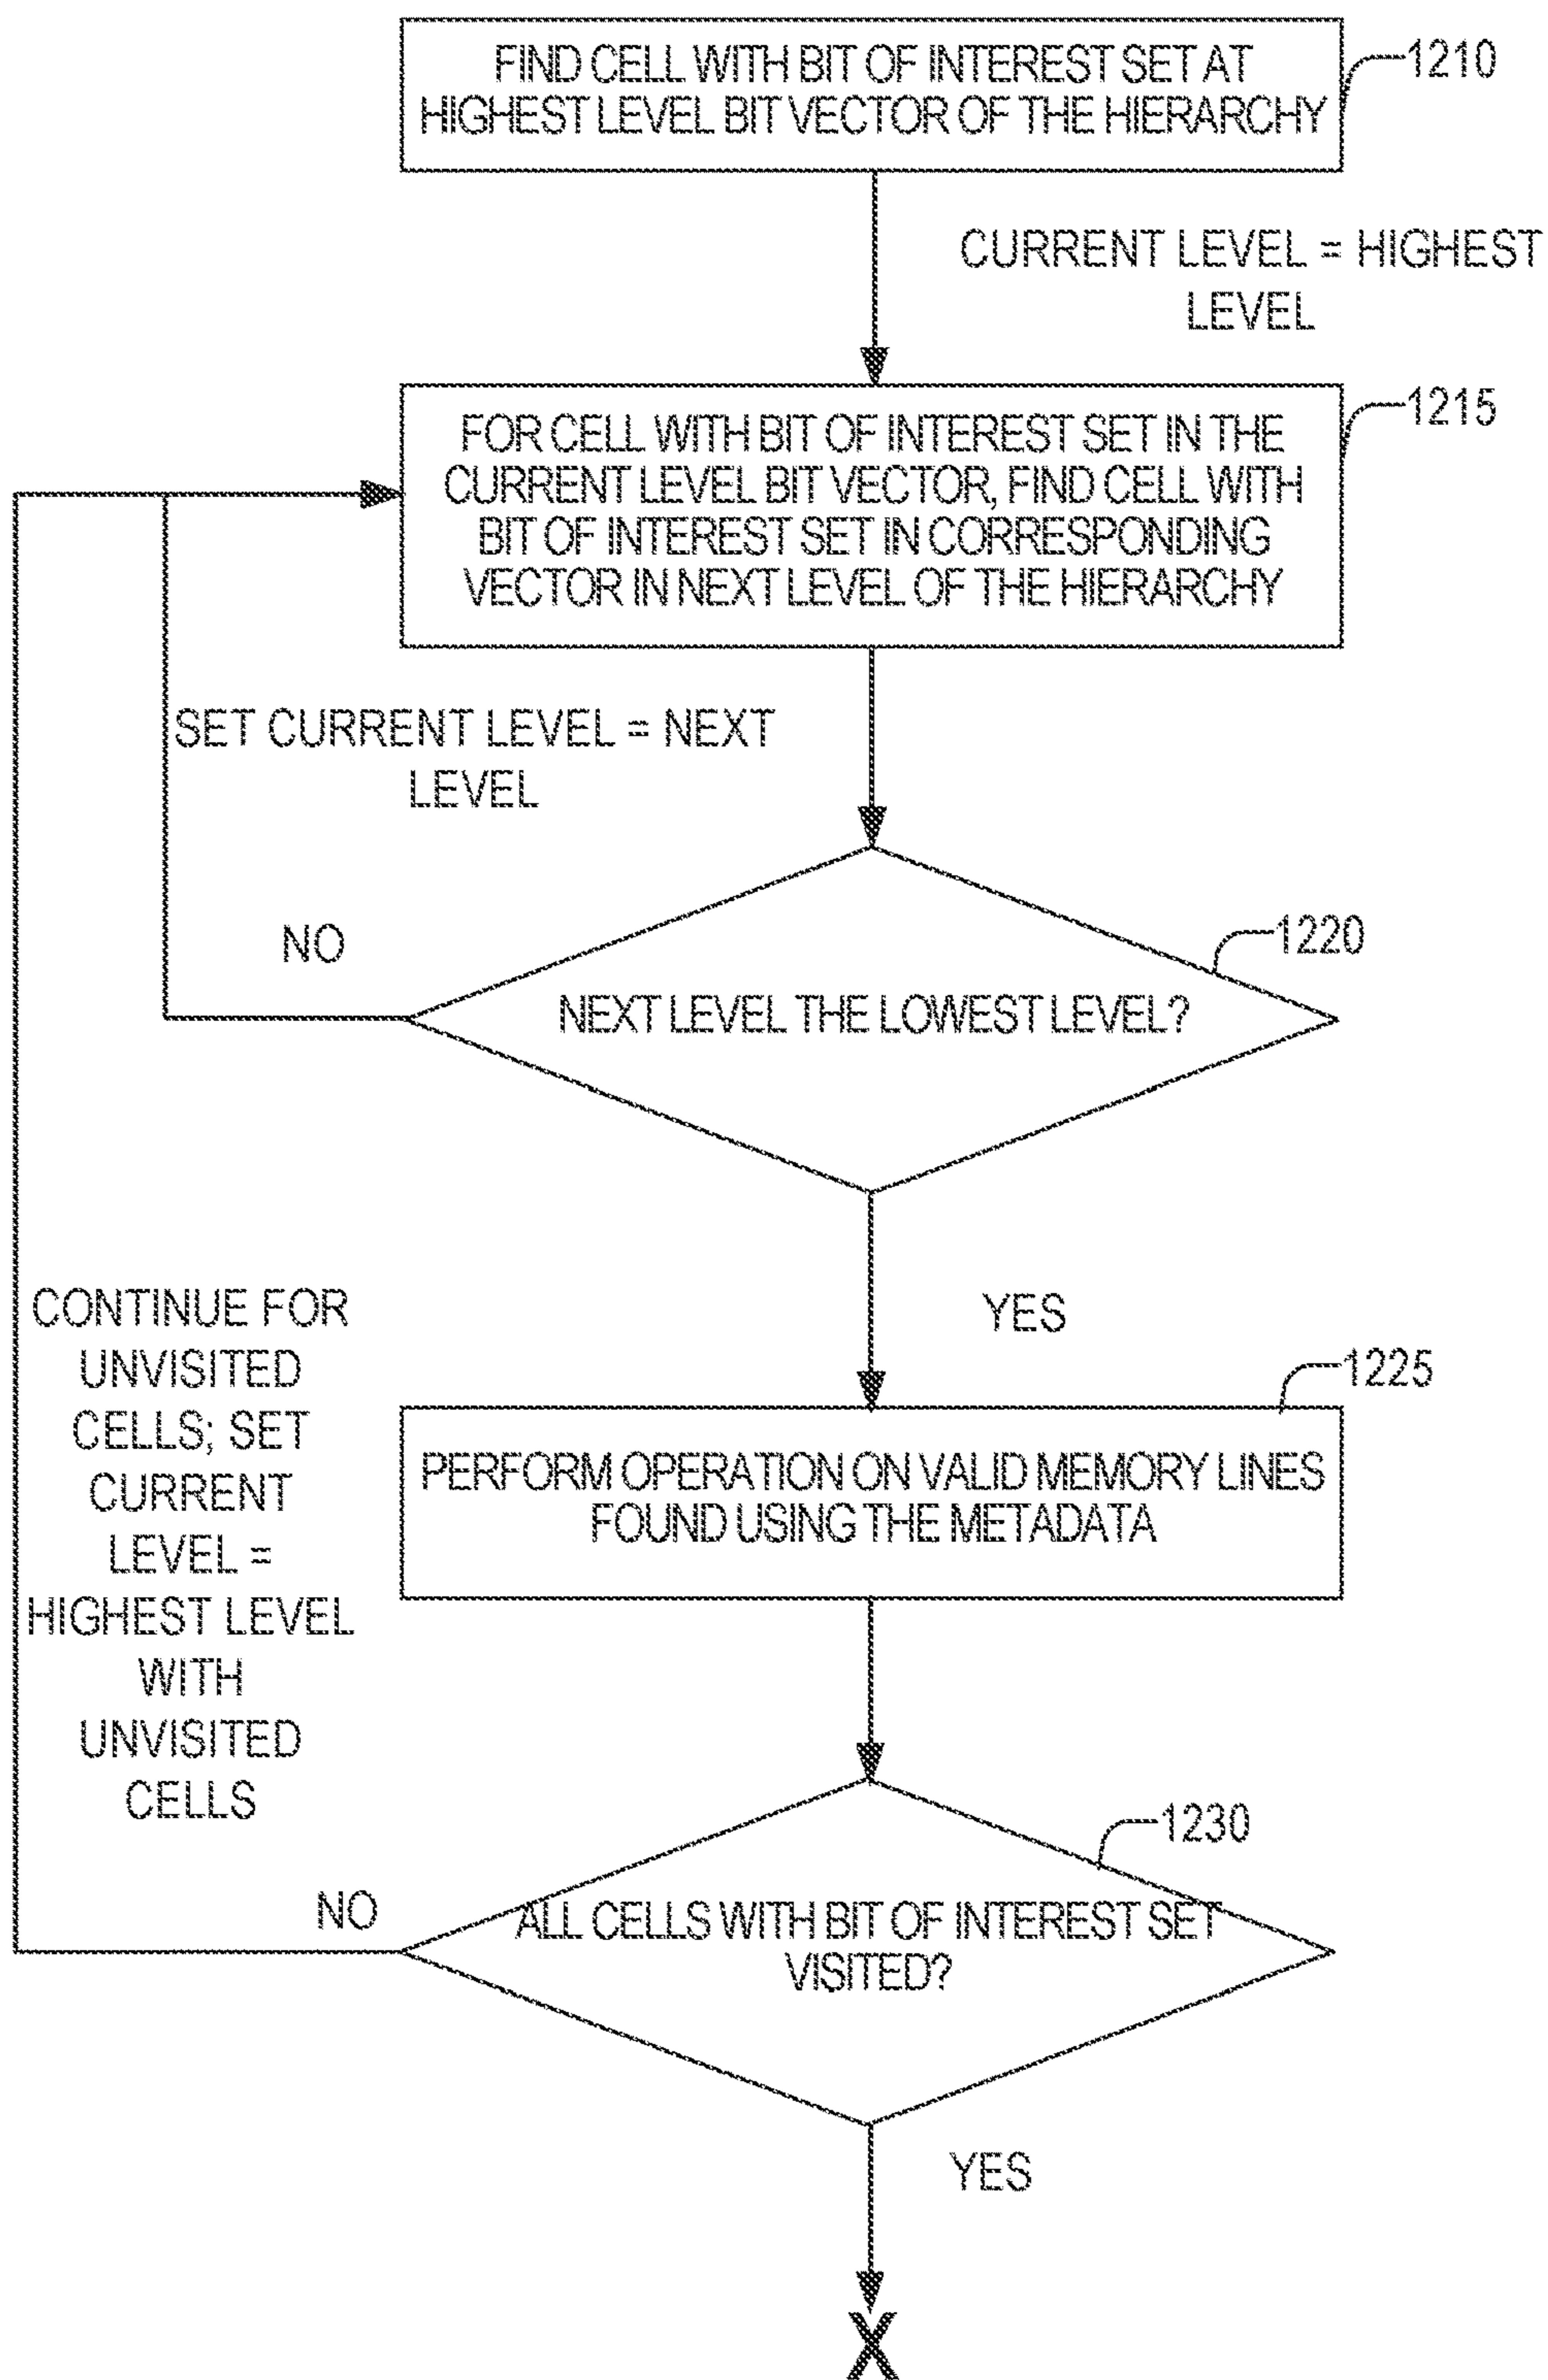 FIND CELL WITH BIT OF INTEREST SET AT
HIGHEST LEVEL BIT VECTOR OF THE HIERARCHY
1210
CURRENT LEVEL = HIGHEST
LEVEL
1215
FOR CELL WITH BIT OF INTEREST SET IN THE
CURRENT LEVEL BIT VECTOR, FIND CELL WITH
BIT OF INTEREST SET IN CORRESPONDING
VECTOR IN NEXT LEVEL OF THE HIERARCHY
SET CURRENT LEVEL = NEXT
LEVEL
NO
1220
NEXT LEVEL THE LOWEST LEVEL?
YES
CONTINUE FOR
UNVISITED
CELLS; SET
CURRENT
LEVEL =
HIGHEST LEVEL
WITH
UNVISITED
CELLS
1225
PERFORM OPERATION ON VALID MEMORY LINES
FOUND USING THE METADATA
1230
NO
ALL CELLS WITH BIT OF INTEREST SET
VISITED?
YES
X